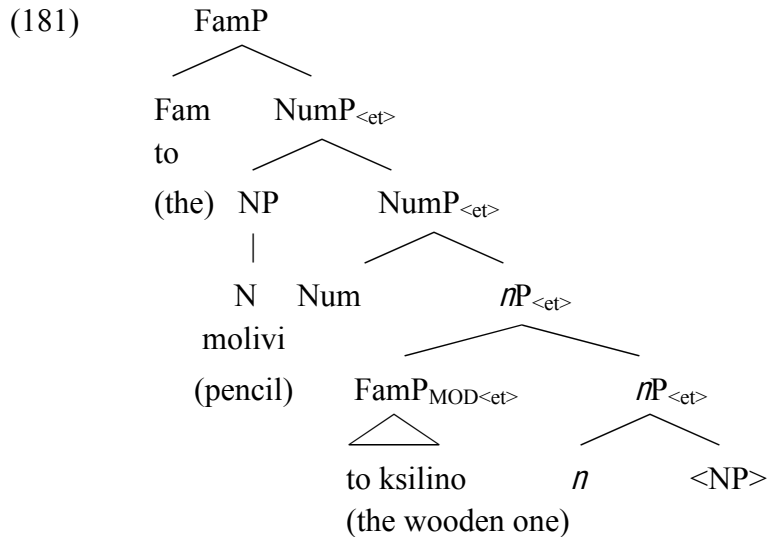 (181) FamP
Fam NumP<et>
to
(the) NP NumP<et>
N Num nP<et>
molivi
(pencil) FamPMOD<et> nP<et>
to ksilino n <NP>
(the wooden one)